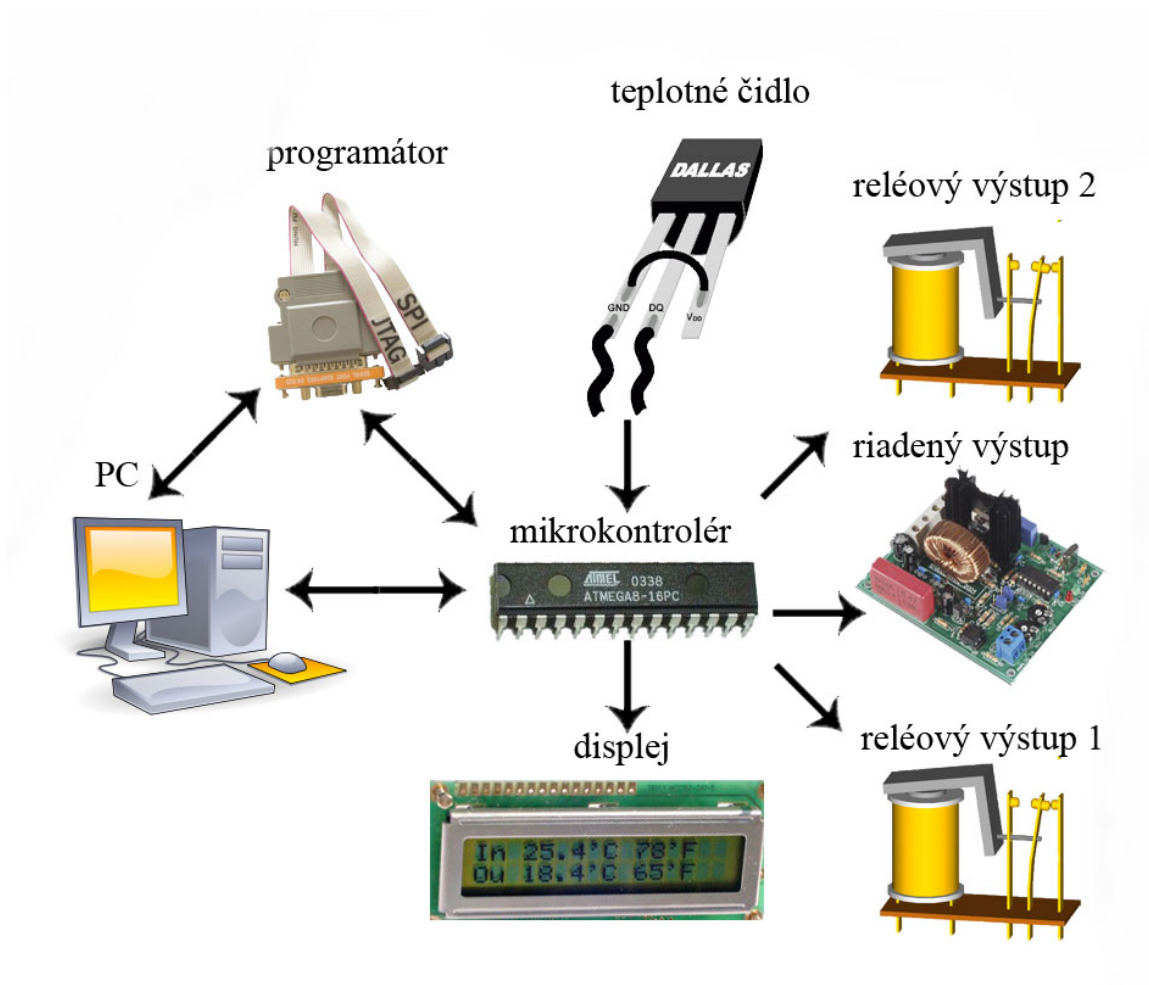 teplotné čidlo
programátor
DALLAS
reléový výstup 2
GND DQ VDD
SPI
JTAG
riadený výstup
PC
mikrokontrolér
ATMEL 0338
ATMEGA8-16PC
displej
reléový výstup 1
In 25.4'C 78'F
Ou 18.4'C 65'F